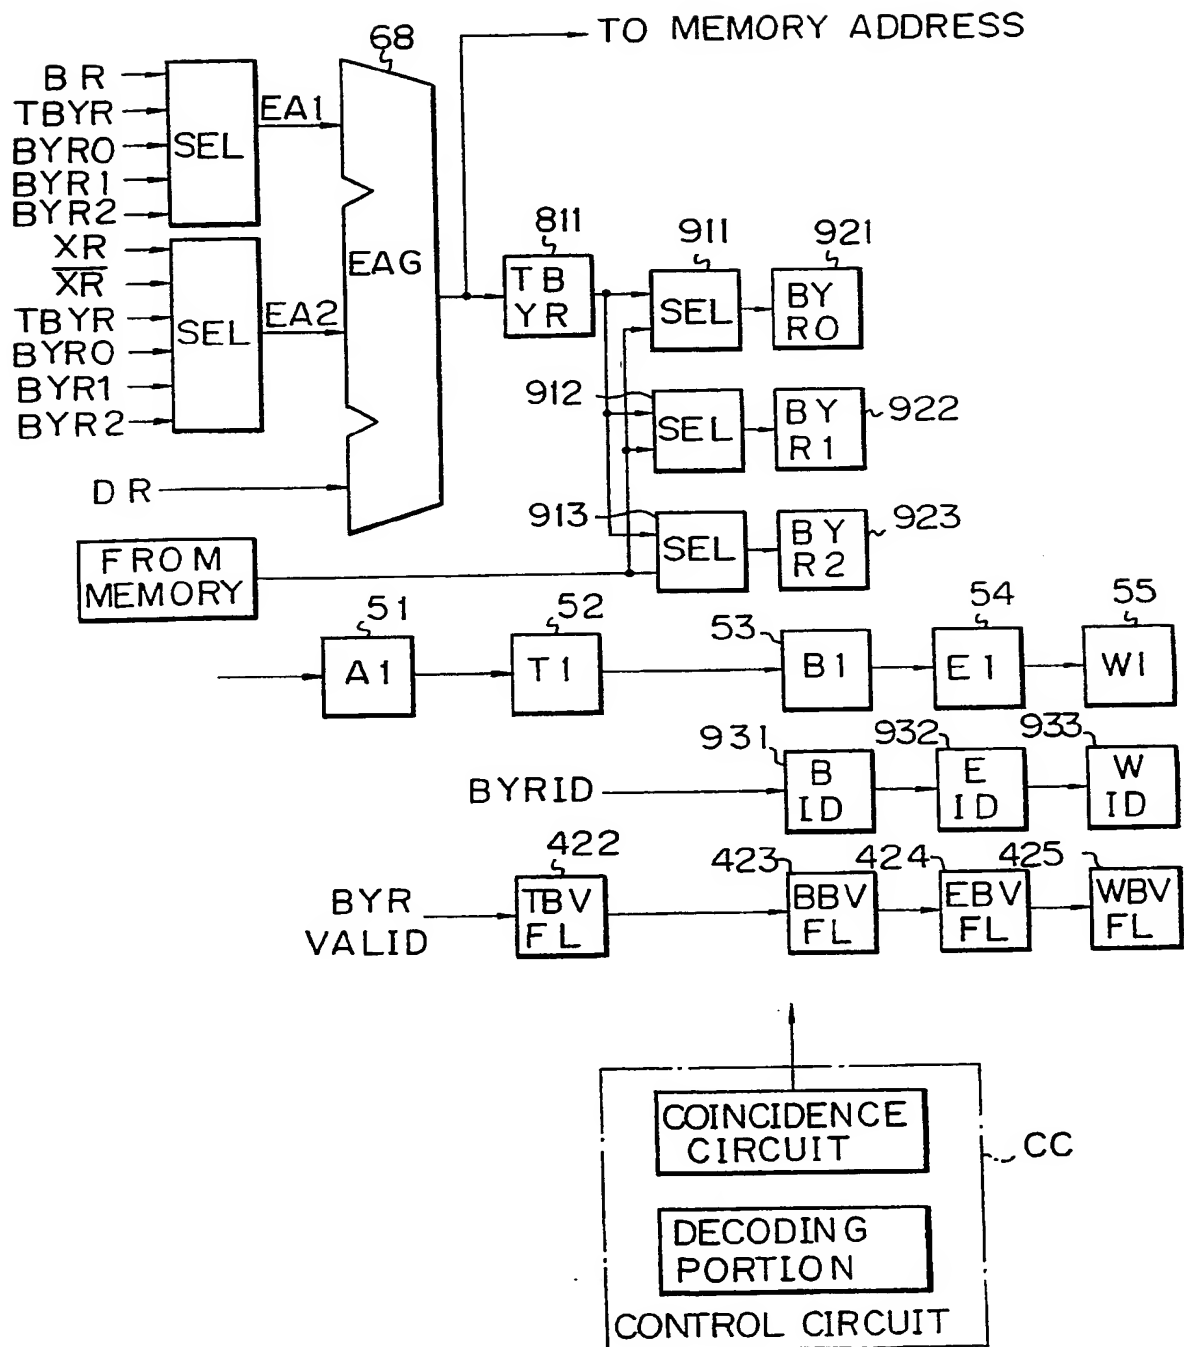 TO MEMORY ADDRESS
68
BR
TBYR
BYR0
BYR1
BYR2
SEL
EA1
XR
X̅R̅
TBYR
BYR0
BYR1
BYR2
SEL
EA2
EAG
DR
811
TB
YR
911
SEL
921
BY
R0
912
SEL
BY
R1
922
913
SEL
BY
R2
923
FROM
MEMORY
51
A1
52
T1
53
B1
54
E1
55
W1
BYRID
931
B
ID
932
E
ID
933
W
ID
BYR
VALID
422
TBV
FL
423
BBV
FL
424
EBV
FL
425
WBV
FL
COINCIDENCE
CIRCUIT
CC
DECODING
PORTION
CONTROL CIRCUIT